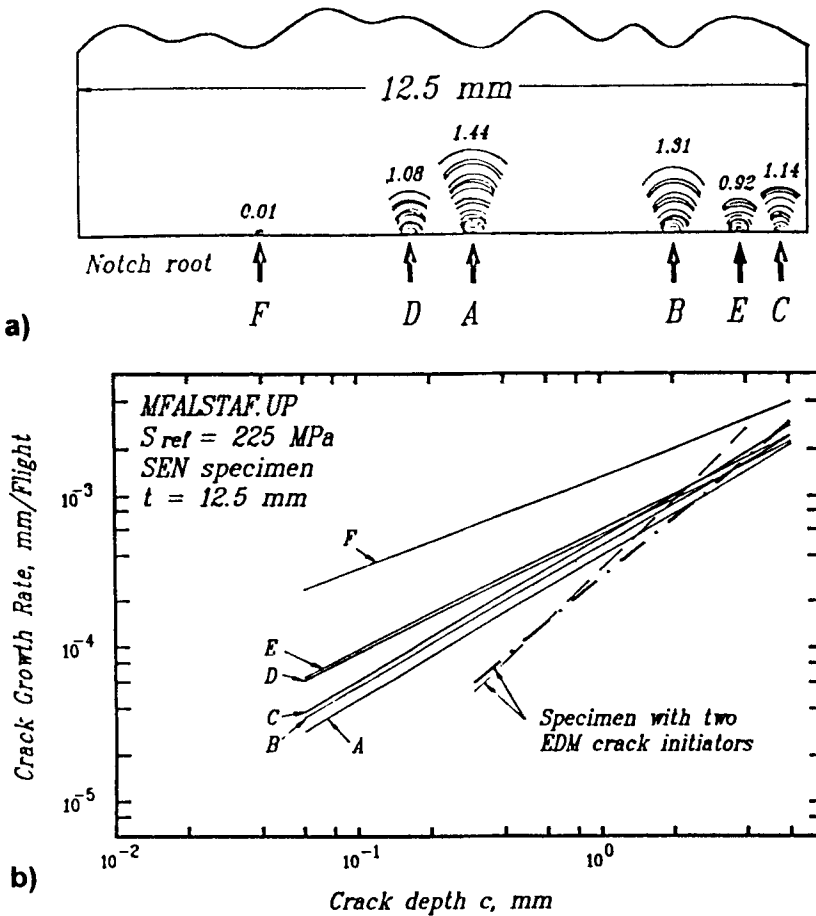 12.5 mm
1.44
1.31
1.08
0.92
1.14
0.01
Notch root
F D A B E C
a)
MFALSTAF.UP
S ref = 225 MPa
SEN specimen
t = 12.5 mm
Crack Growth Rate, mm/Flight
10⁻³
10⁻⁴
10⁻⁵
F
E
D
C
B
A
Specimen with two
EDM crack initiators
10⁻² 10⁻¹ 10⁰
b)
Crack depth c, mm